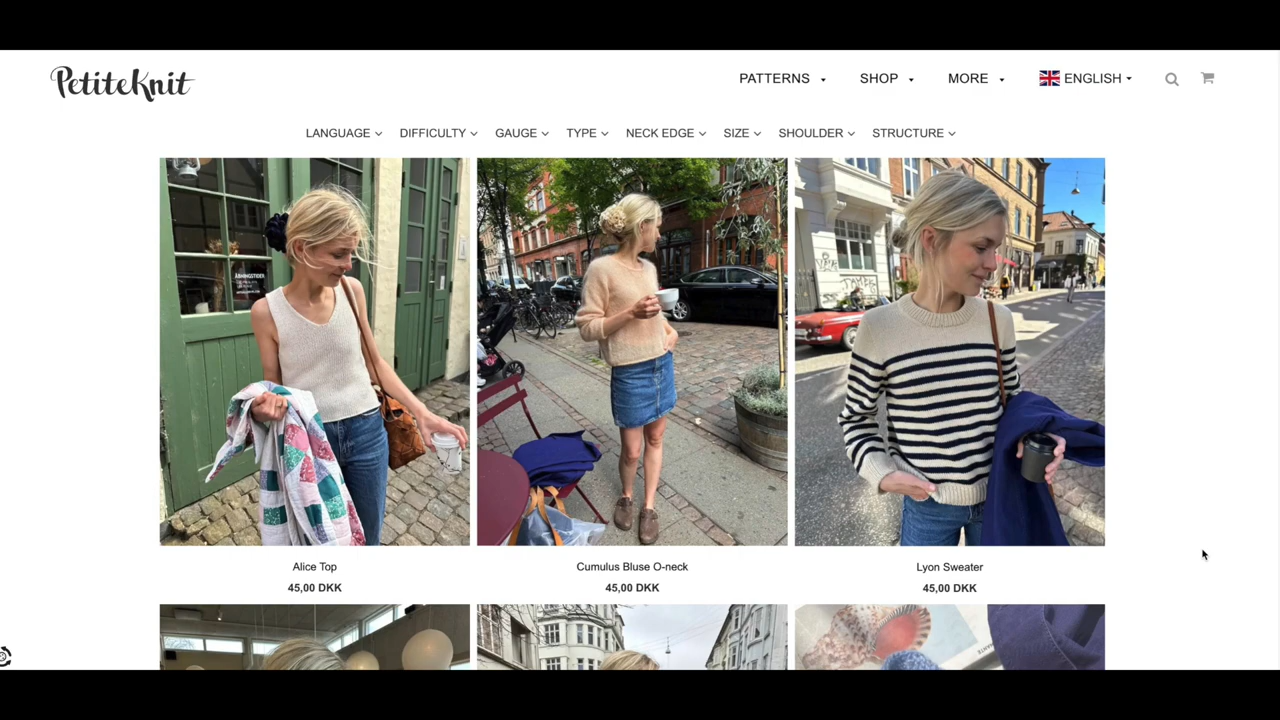 PetiteKnit
PATTERNS SHOP MORE ENGLISH
LANGUAGE DIFFICULTY GAUGE TYPE NECK EDGE SIZE SHOULDER STRUCTURE
ÅBNINGSTIDER
Alice Top
45,00 DKK
Cumulus Bluse O-neck
45,00 DKK
Lyon Sweater
45,00 DKK